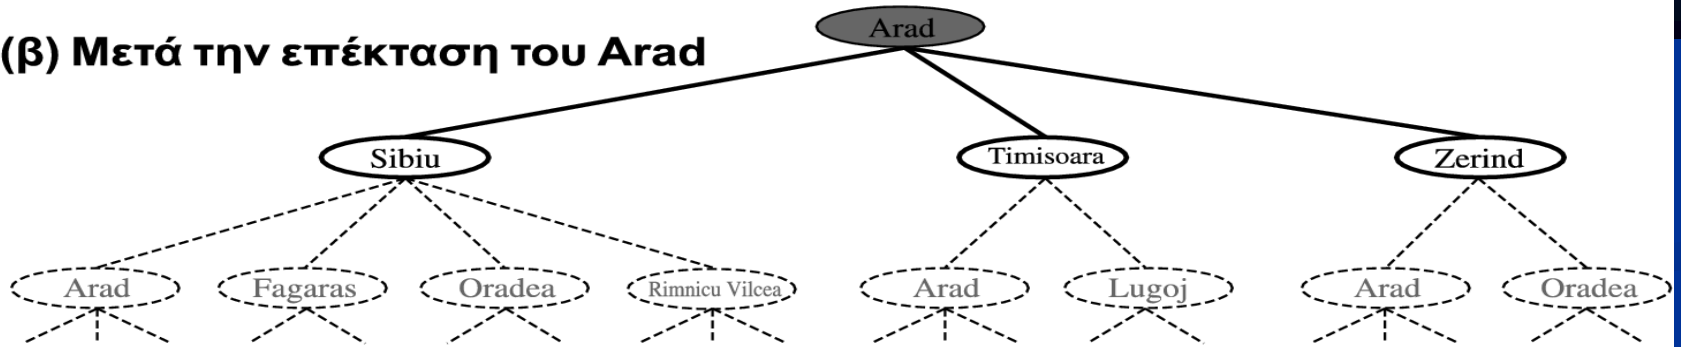 Arad
(β) Μετά την επέκταση του Arad
Sibiu Timisoara Zerind
Arad Fagaras Oradea Rimnicu Vilcea Arad Lugoj Arad Oradea